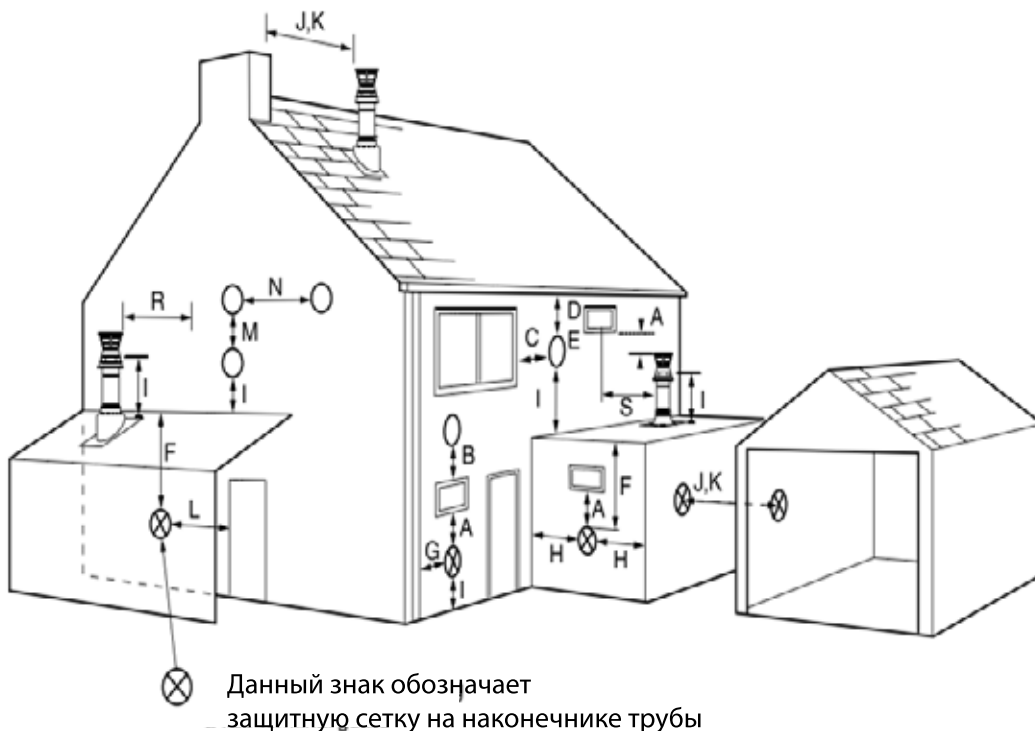 J,K
N
R
M
D
A
E
C
I
I
I
S
I
F
B
F
J,K
L
A
A
G
H
H
I
Данный знак обозначает
защитную сетку на наконечнике трубы